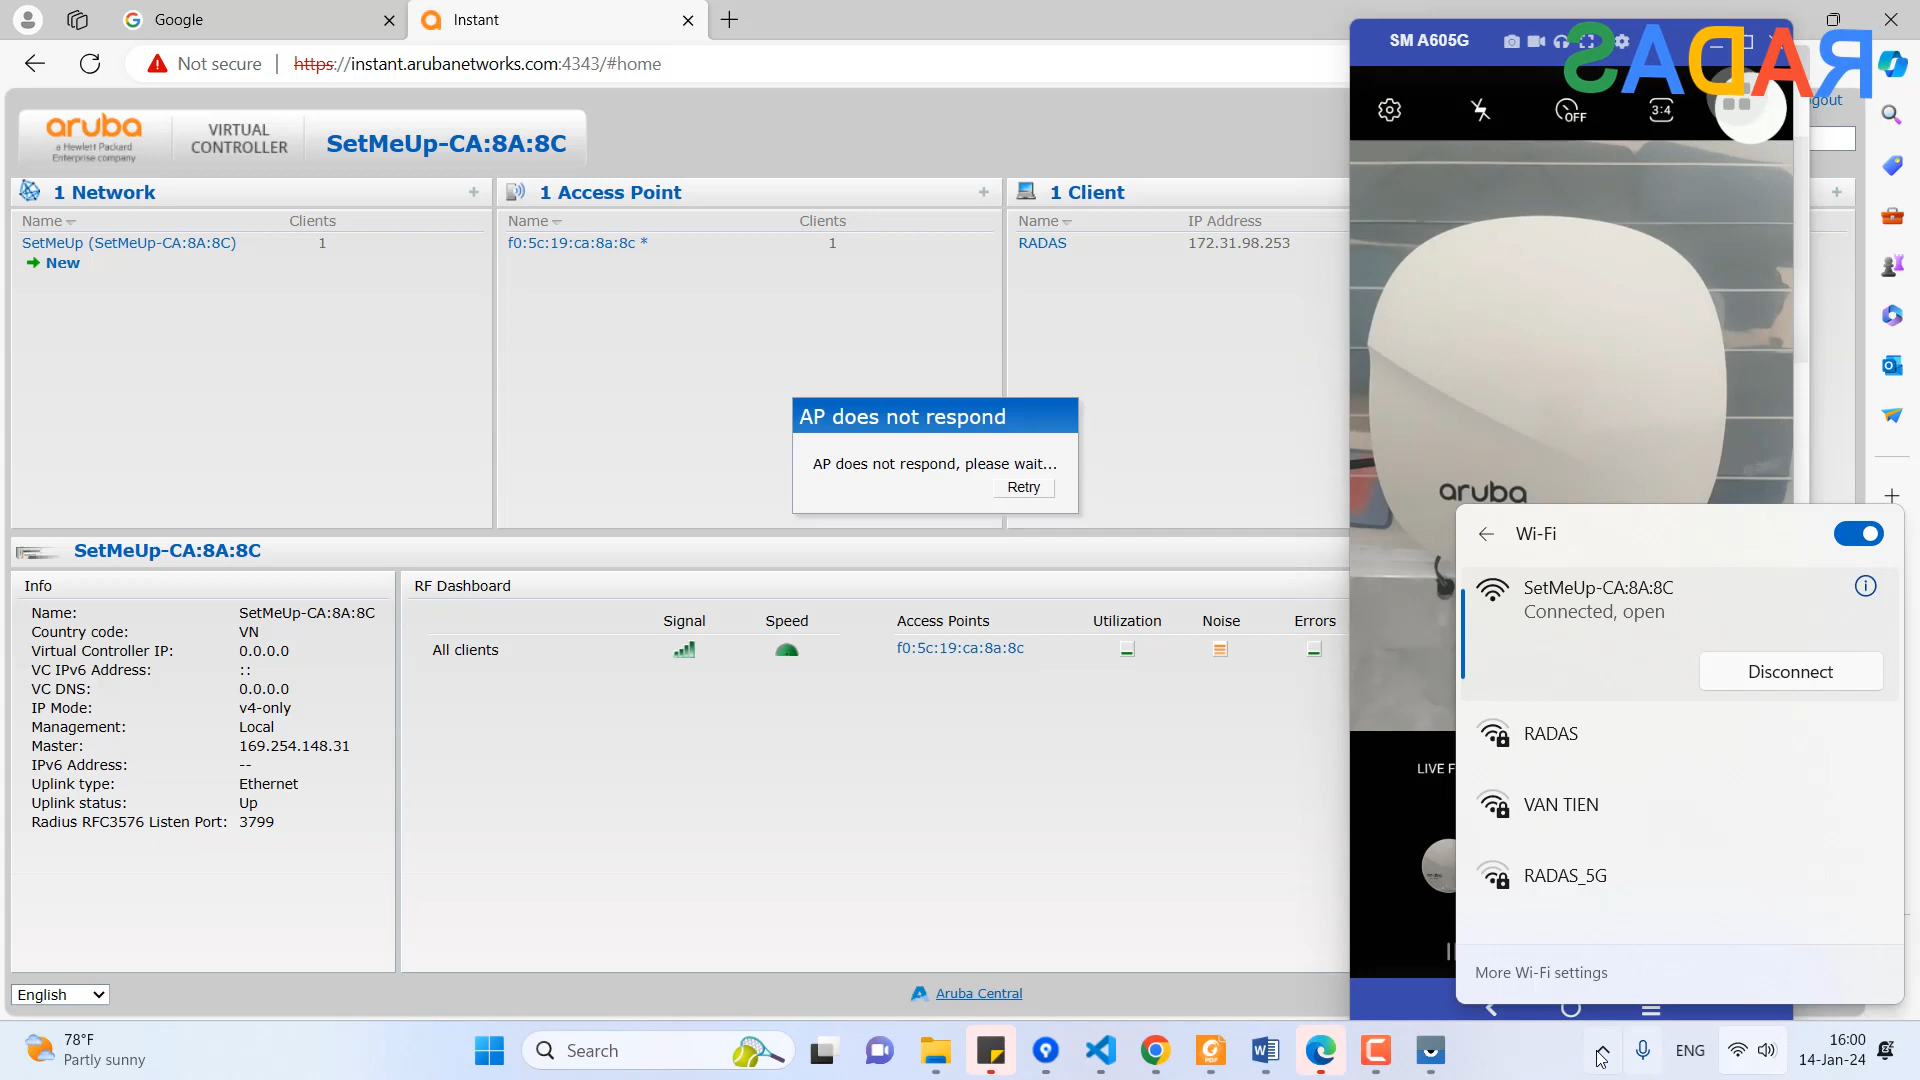 Google
Instant
Not secure
https://instant.arubanetworks.com:4343/#home
SM A605G
RADAS
gout
OFF
3:4
aruba
a Hewlett Packard
Enterprise company
VIRTUAL
CONTROLLER
SetMeUp-CA:8A:8C
1 Network
Name
Clients
SetMeUp (SetMeUp-CA:8A:8C)
1
New
1 Access Point
Name
Clients
f0:5c:19:ca:8a:8c *
1
1 Client
Name
IP Address
RADAS
172.31.98.253
AP does not respond
AP does not respond, please wait...
Retry
aruba
LIVE F
SetMeUp-CA:8A:8C
Info
Name: SetMeUp-CA:8A:8C
Country code: VN
Virtual Controller IP: 0.0.0.0
VC IPv6 Address: ::
VC DNS: 0.0.0.0
IP Mode: v4-only
Management: Local
Master: 169.254.148.31
IPv6 Address: --
Uplink type: Ethernet
Uplink status: Up
Radius RFC3576 Listen Port: 3799
RF Dashboard
Signal
Speed
All clients
Access Points
Utilization
Noise
Errors
f0:5c:19:ca:8a:8c
Wi-Fi
SetMeUp-CA:8A:8C
Connected, open
Disconnect
RADAS
VAN TIEN
RADAS_5G
More Wi-Fi settings
English
Aruba Central
78°F
Partly sunny
Search
ENG
16:00
14-Jan-24